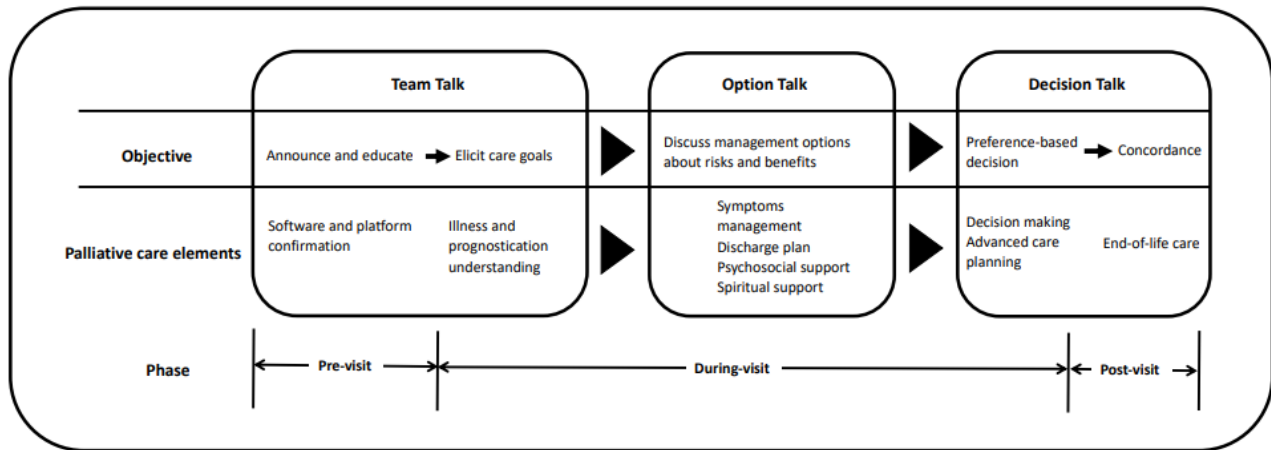 Team Talk
Option Talk
Decision Talk
Objective
Announce and educate
Elicit care goals
Discuss management options
about risks and benefits
Preference-based
decision
Concordance
Palliative care elements
Software and platform
confirmation
Illness and
prognostication
understanding
Symptoms
management
Discharge plan
Psychosocial support
Spiritual support
Decision making
Advanced care
planning
End-of-life care
Phase
Pre-visit
During-visit
Post-visit